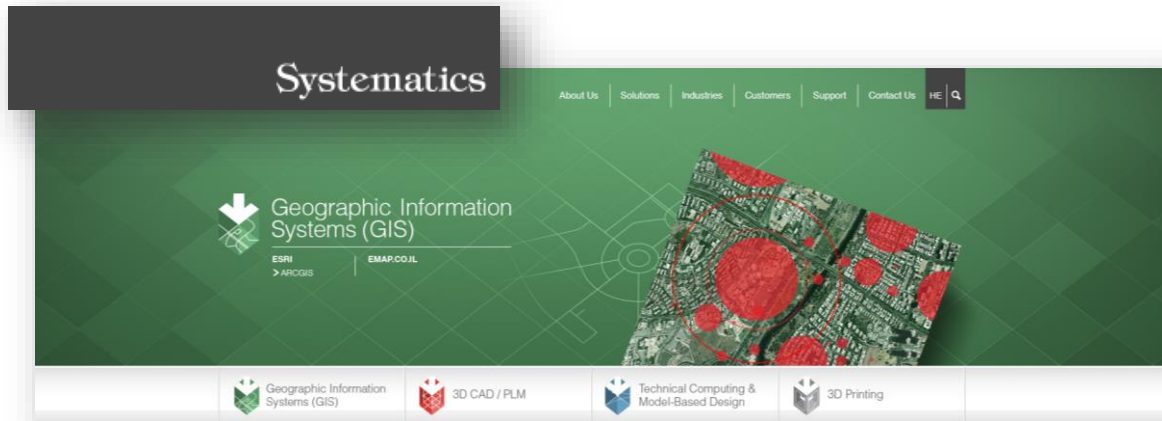 Systematics
About Us Solutions Industries Customers Support Contact Us HE
Geographic Information
Systems (GIS)
ESRI EMAP.CO.IL
> ARCGIS
Geographic Information
Systems (GIS)
3D CAD / PLM
Technical Computing &
Model-Based Design
3D Printing